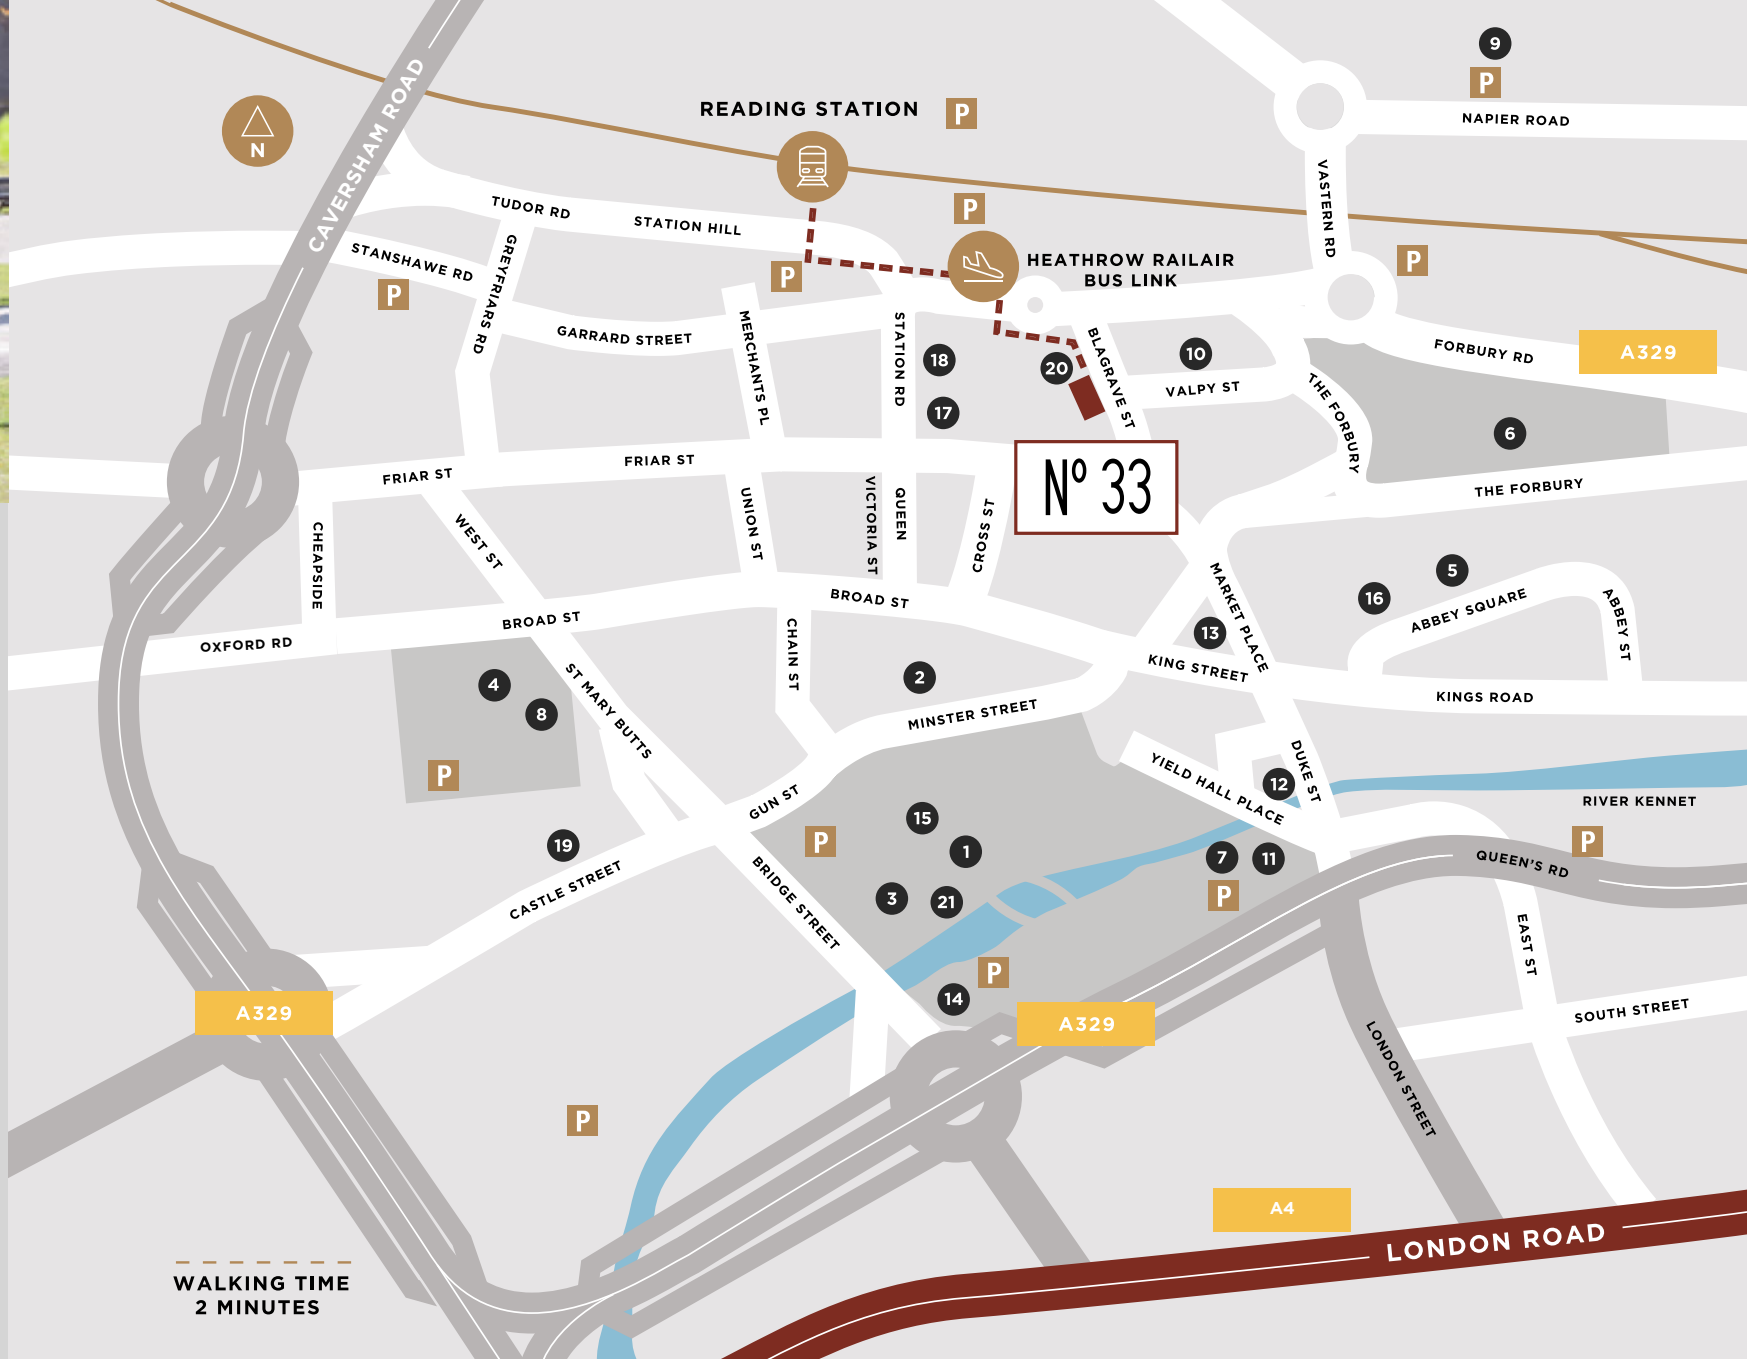 9
P
CAVERSHAM ROAD
READING STATION
P
NAPIER ROAD
N
VASTERN RD
TUDOR RD
STATION HILL
P
GREYFRIARS RD
STANSHAWE RD
HEATHROW RAILAIR
BUS LINK
P
P
P
MERCHANTS PL
STATION RD
GARRARD STREET
BLAGRAVE ST
18
20
10
FORBURY RD
A329
VALPY ST
THE FORBURY
17
6
FRIAR ST
FRIAR ST
Nº 33
THE FORBURY
CHEAPSIDE
WEST ST
UNION ST
VICTORIA ST
QUEEN
CROSS ST
MARKET PLACE
5
16
ABBEY SQUARE
ABBEY ST
OXFORD RD
BROAD ST
BROAD ST
CHAIN ST
13
KING STREET
KINGS ROAD
4
8
ST MARY BUTTS
2
MINSTER STREET
P
YIELD HALL PLACE
DUKE ST
12
RIVER KENNET
GUN ST
15
P
19
1
7
11
P
QUEEN'S RD
CASTLE STREET
BRIDGE STREET
3
21
P
EAST ST
P
14
A329
A329
SOUTH STREET
LONDON STREET
P
A4
LONDON ROAD
WALKING TIME
2 MINUTES